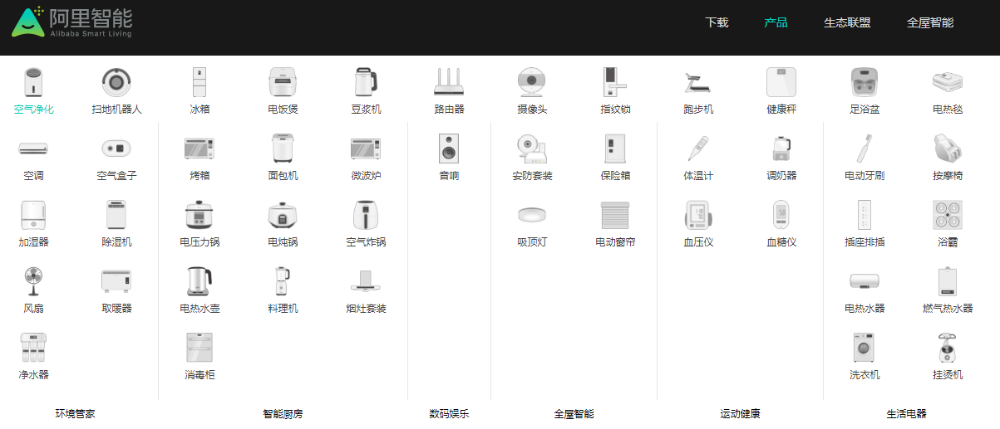 阿里智能
Alibaba Smart Living
下载 产品 生态联盟 全屋智能
空气净化 扫地机器人 冰箱 电饭煲 豆浆机 路由器 摄像头 指纹锁 跑步机 健康秤 足浴盆 电热毯
空调 空气盒子 烤箱 面包机 微波炉 音响 安防套装 保险箱 体温计 调奶器 电动牙刷 按摩椅
加湿器 除湿机 电压力锅 电炖锅 空气炸锅 吸顶灯 电动窗帘 血压仪 血糖仪 插座排插 浴霸
风扇 取暖器 电热水壶 料理机 烟灶套装 电热水器 燃气热水器
净水器 消毒柜 洗衣机 挂烫机
环境管家 智能厨房 数码娱乐 全屋智能 运动健康 生活电器